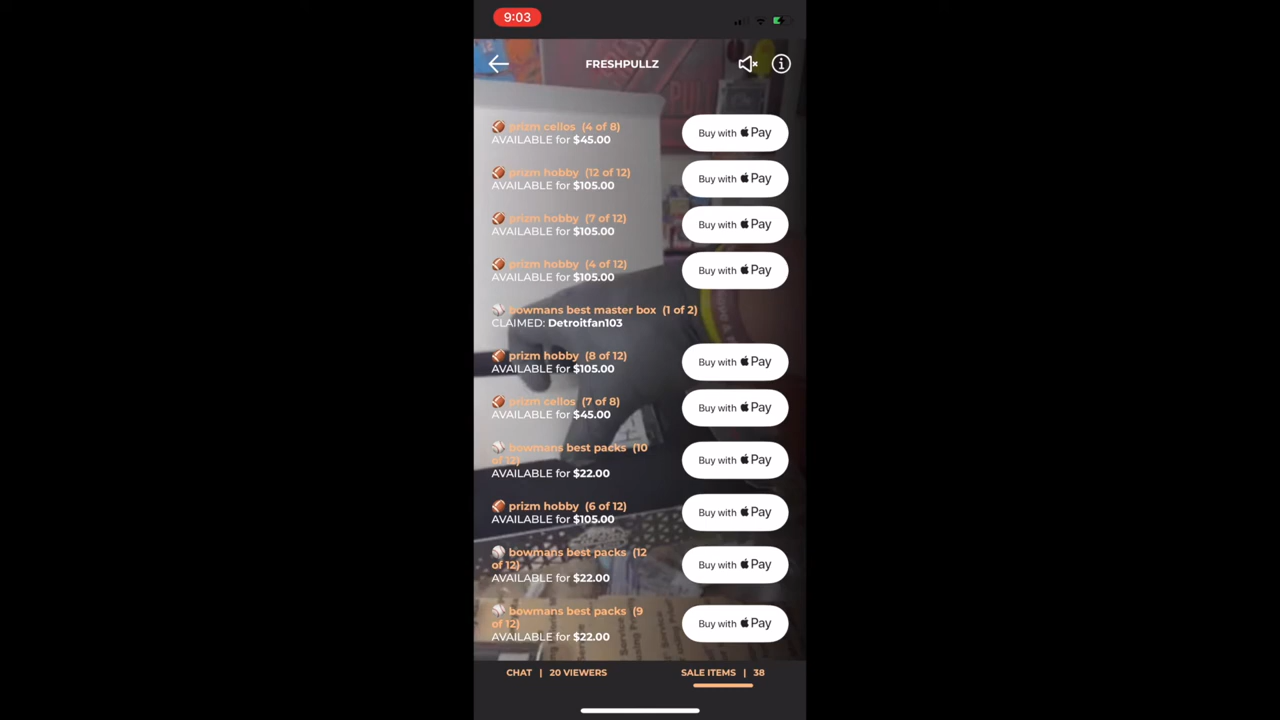 9:03
FRESHPULLZ
prizm cellos (4 of 8)
AVAILABLE for $45.00
Buy with Pay
prizm hobby (12 of 12)
AVAILABLE for $105.00
Buy with Pay
prizm hobby (7 of 12)
AVAILABLE for $105.00
Buy with Pay
prizm hobby (4 of 12)
AVAILABLE for $105.00
Buy with Pay
bowmans best master box (1 of 2)
CLAIMED: Detroitfan103
prizm hobby (8 of 12)
AVAILABLE for $105.00
Buy with Pay
prizm cellos (7 of 8)
AVAILABLE for $45.00
Buy with Pay
bowmans best packs (10
of 12)
AVAILABLE for $22.00
Buy with Pay
prizm hobby (6 of 12)
AVAILABLE for $105.00
Buy with Pay
bowmans best packs (12
of 12)
AVAILABLE for $22.00
Buy with Pay
bowmans best packs (9
of 12)
AVAILABLE for $22.00
Buy with Pay
CHAT | 20 VIEWERS
SALE ITEMS | 38